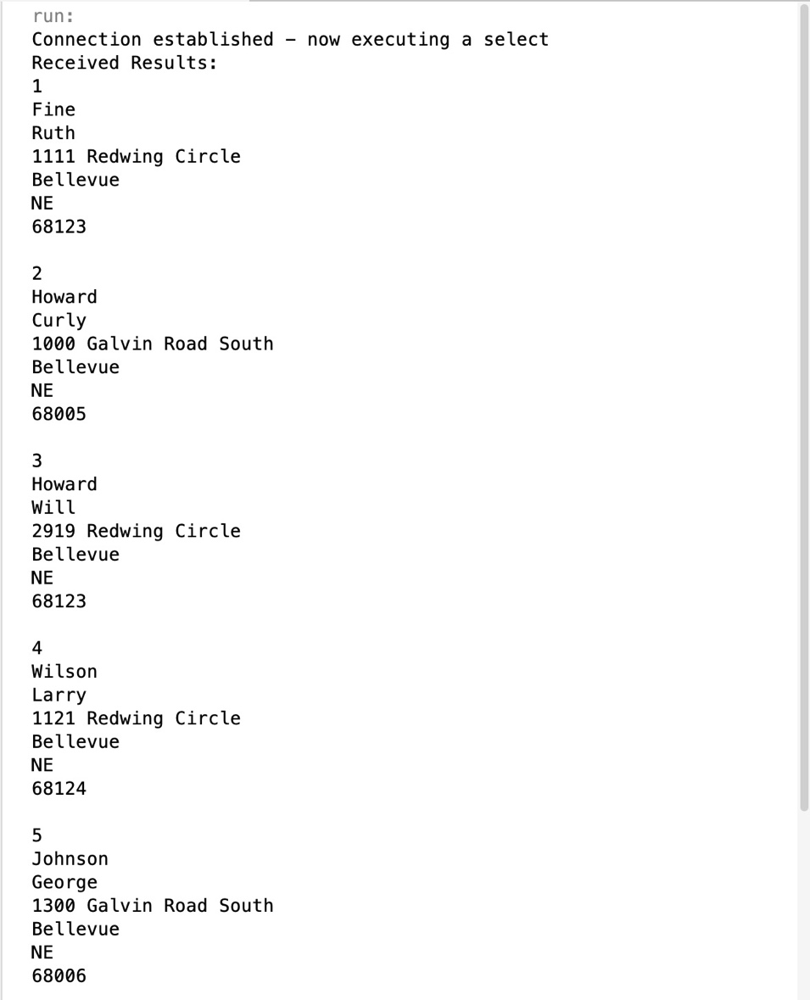 run:
Connection established – now executing a select
Received Results:
1
Fine
Ruth
1111 Redwing Circle
Bellevue
NE
68123

2
Howard
Curly
1000 Galvin Road South
Bellevue
NE
68005

3
Howard
Will
2919 Redwing Circle
Bellevue
NE
68123

4
Wilson
Larry
1121 Redwing Circle
Bellevue
NE
68124

5
Johnson
George
1300 Galvin Road South
Bellevue
NE
68006